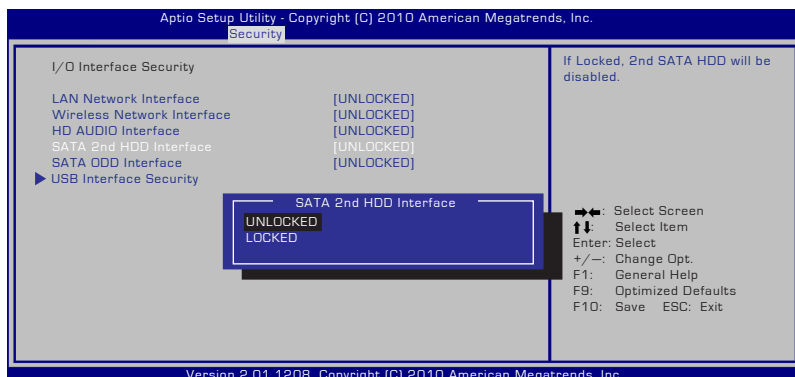 Aptio Setup Utility - Copyright (C) 2010 American Megatrends, Inc.
Security
I/O Interface Security
LAN Network Interface [UNLOCKED]
Wireless Network Interface [UNLOCKED]
HD AUDIO Interface [UNLOCKED]
SATA 2nd HDD Interface [UNLOCKED]
SATA ODD Interface [UNLOCKED]
USB Interface Security
SATA 2nd HDD Interface
UNLOCKED
LOCKED
If Locked, 2nd SATA HDD will be
disabled.
: Select Screen
: Select Item
Enter: Select
+/—: Change Opt.
F1: General Help
F9: Optimized Defaults
F10: Save ESC: Exit
Version 2.01.1208. Copyright (C) 2010 American Megatrends, Inc.